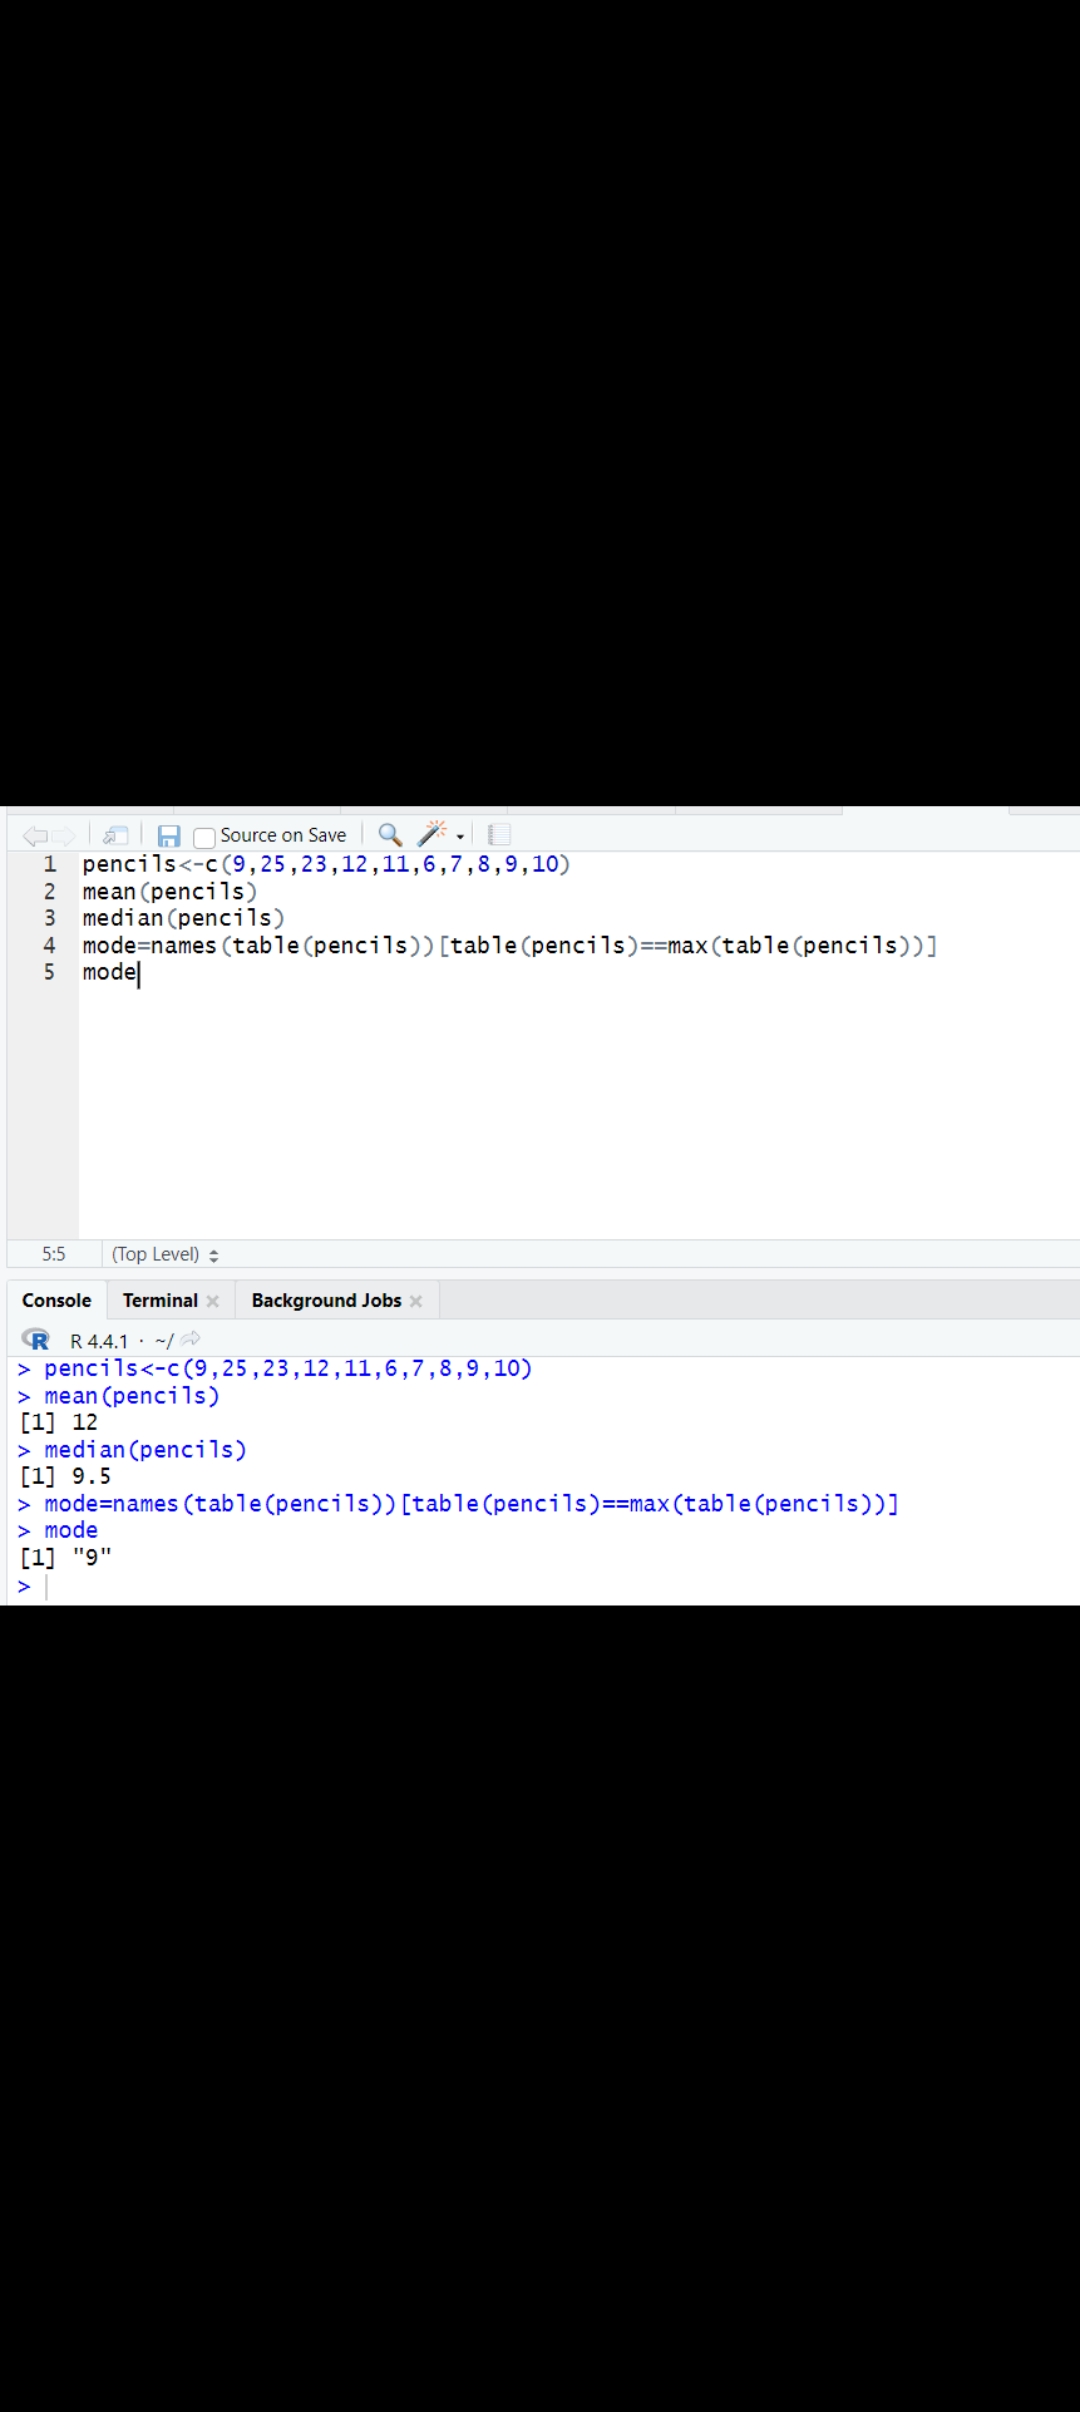 Source on Save
1 pencils<-c(9,25,23,12,11,6,7,8,9,10)
2 mean(pencils)
3 median(pencils)
4 mode=names(table(pencils))[table(pencils)==max(table(pencils))]
5 mode
5:5 (Top Level)
Console Terminal Background Jobs
R R 4.4.1 · ~/
> pencils<-c(9,25,23,12,11,6,7,8,9,10)
> mean(pencils)
[1] 12
> median(pencils)
[1] 9.5
> mode=names(table(pencils))[table(pencils)==max(table(pencils))]
> mode
[1] "9"
>